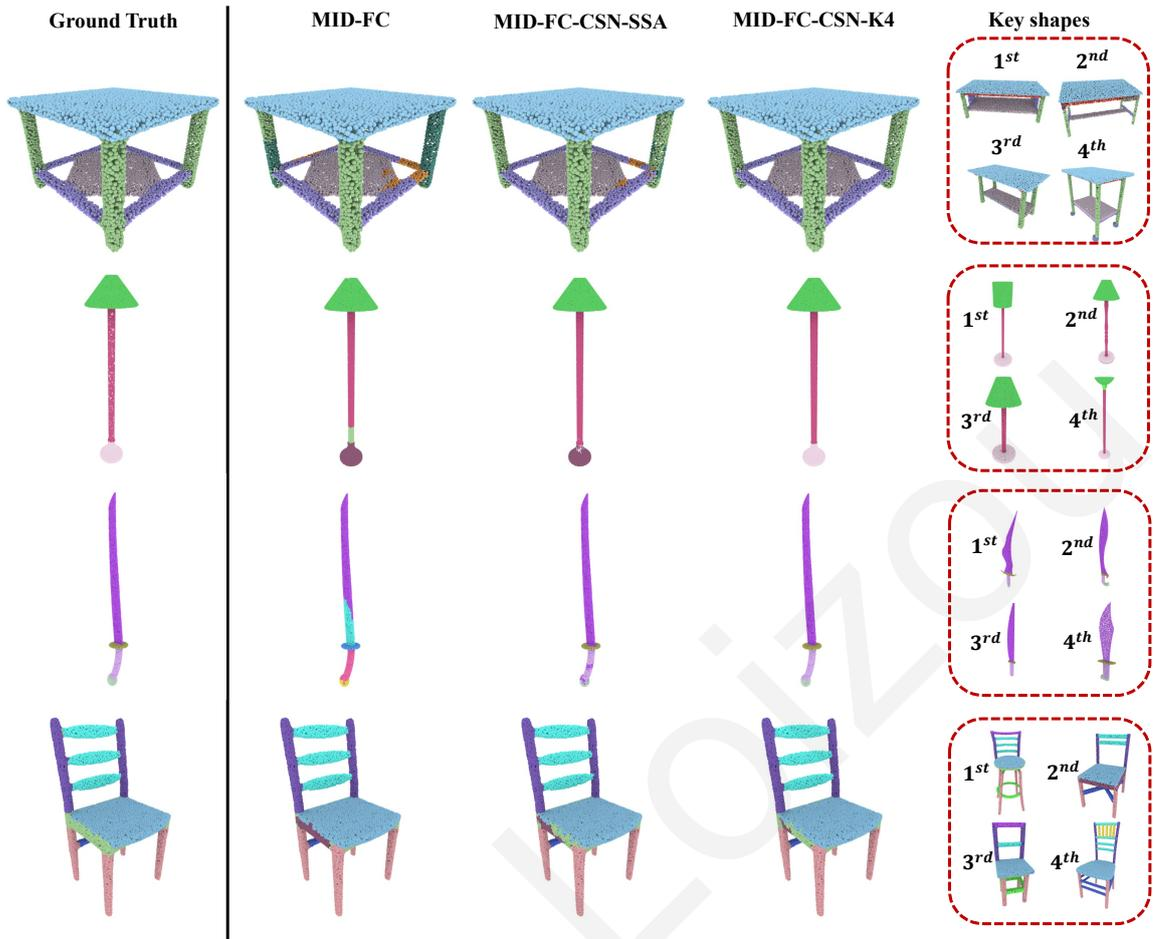 Ground Truth
MID-FC
MID-FC-CSN-SSA
MID-FC-CSN-K4
Key shapes
1st 2nd
3rd 4th
1st 2nd
3rd 4th
1st 2nd
3rd 4th
1st 2nd
3rd 4th
Loizou